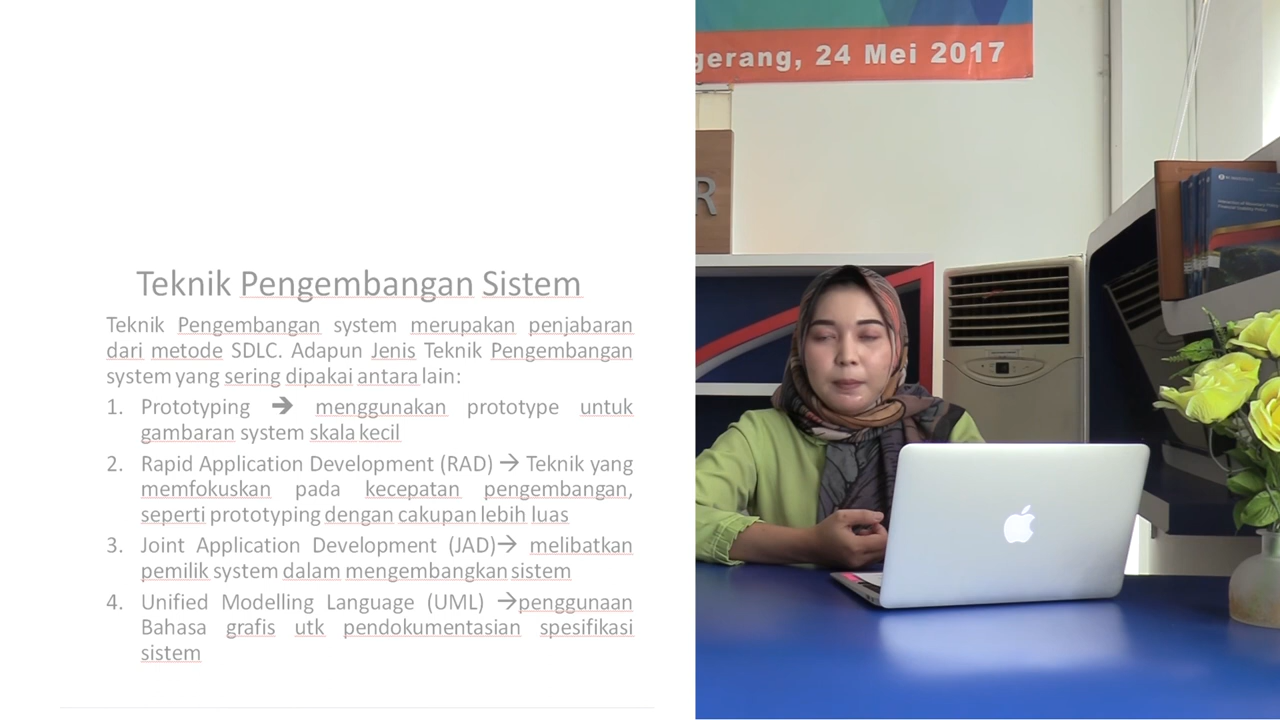 Teknik Pengembangan Sistem
Teknik Pengembangan system merupakan penjabaran
dari metode SDLC. Adapun Jenis Teknik Pengembangan
system yang sering dipakai antara lain:
1. Prototyping → menggunakan prototype untuk
gambaran system skala kecil
2. Rapid Application Development (RAD) → Teknik yang
memfokuskan pada kecepatan pengembangan,
seperti prototyping dengan cakupan lebih luas
3. Joint Application Development (JAD)→ melibatkan
pemilik system dalam mengembangkan sistem
4. Unified Modelling Language (UML) →penggunaan
Bahasa grafis utk pendokumentasian spesifikasi
sistem
gerang, 24 Mei 2017
R